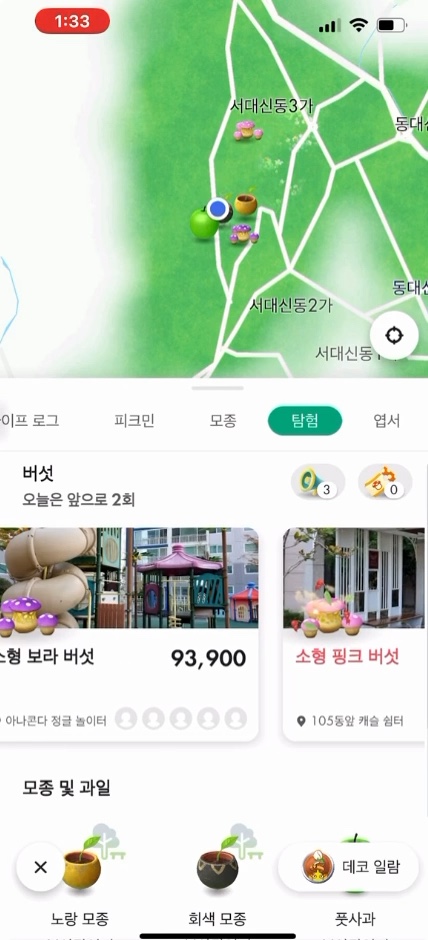 1:33
서대신동3가
동대신
서대신동2가
동대신
서대신동1
이프 로그
피크민
모종
탐험
엽서
버섯
오늘은 앞으로 2회
3
0
소형 보라 버섯
93,900
아나콘다 정글 놀이터
소형 핑크 버섯
105동앞 캐슬 쉼터
모종 및 과일
데코 일람
노랑 모종
회색 모종
풋사과